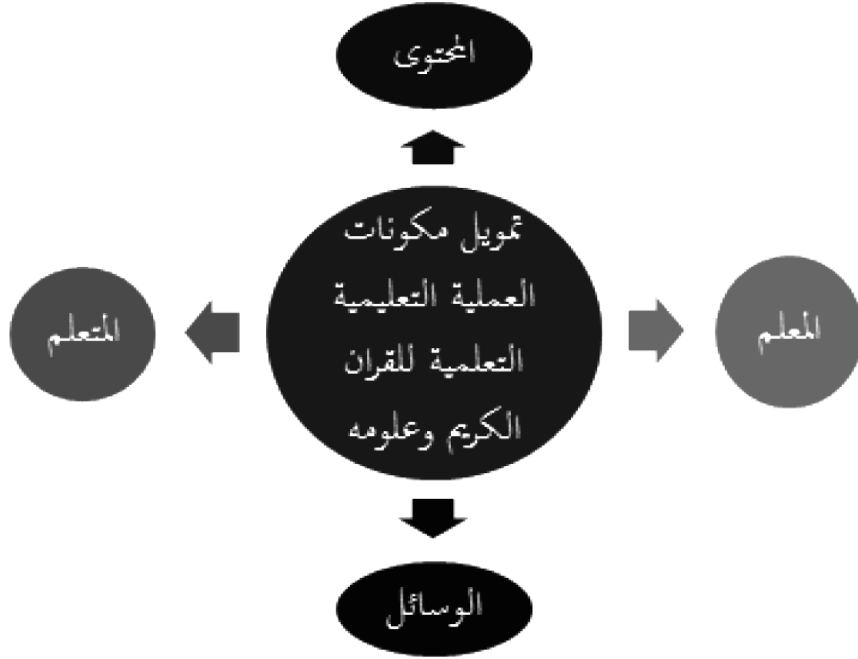 المحتوى
تمويل مكونات
العملية التعليمية
التعلمية للقران
الكريم وعلومه
المعلم
المتعلم
الوسائل